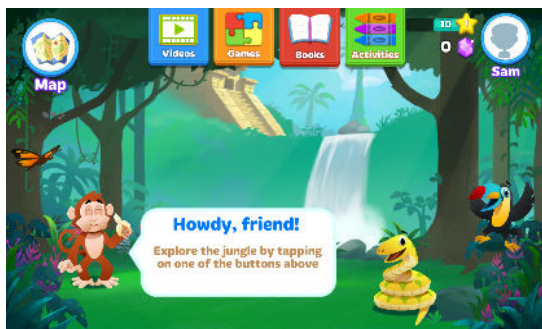 Videos
Games
Books
Activities
10
0
Map
Sam
Howdy, friend!
Explore the jungle by tapping
on one of the buttons above